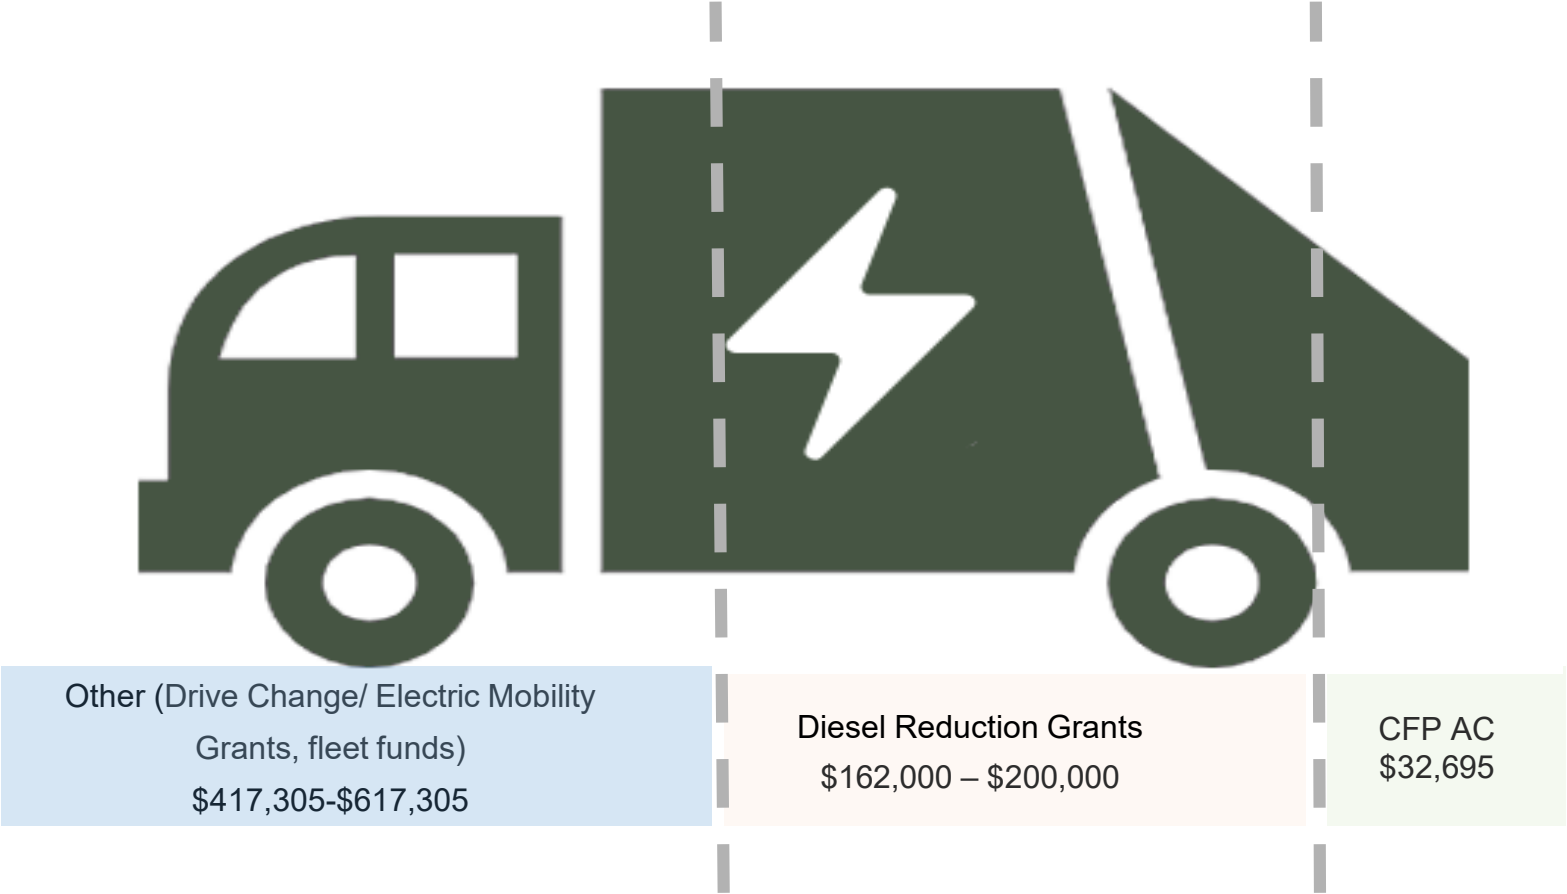 Other (Drive Change/ Electric Mobility
Grants, fleet funds)
$417,305-$617,305
Diesel Reduction Grants
$162,000 – $200,000
CFP AC
$32,695